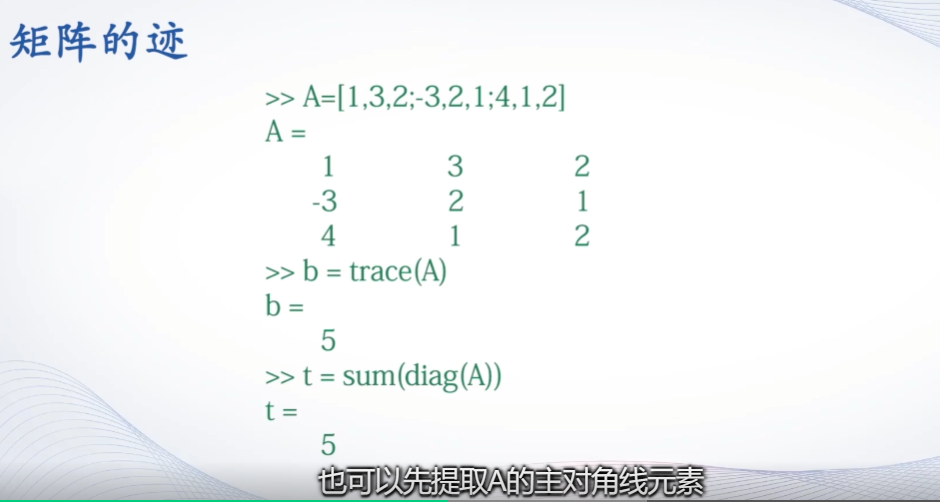 矩阵的迹
>> A=[1,3,2;-3,2,1;4,1,2]
A =
1 3 2
-3 2 1
4 1 2
>> b = trace(A)
b =
5
>> t = sum(diag(A))
t =
5
也可以先提取A的主对角线元素